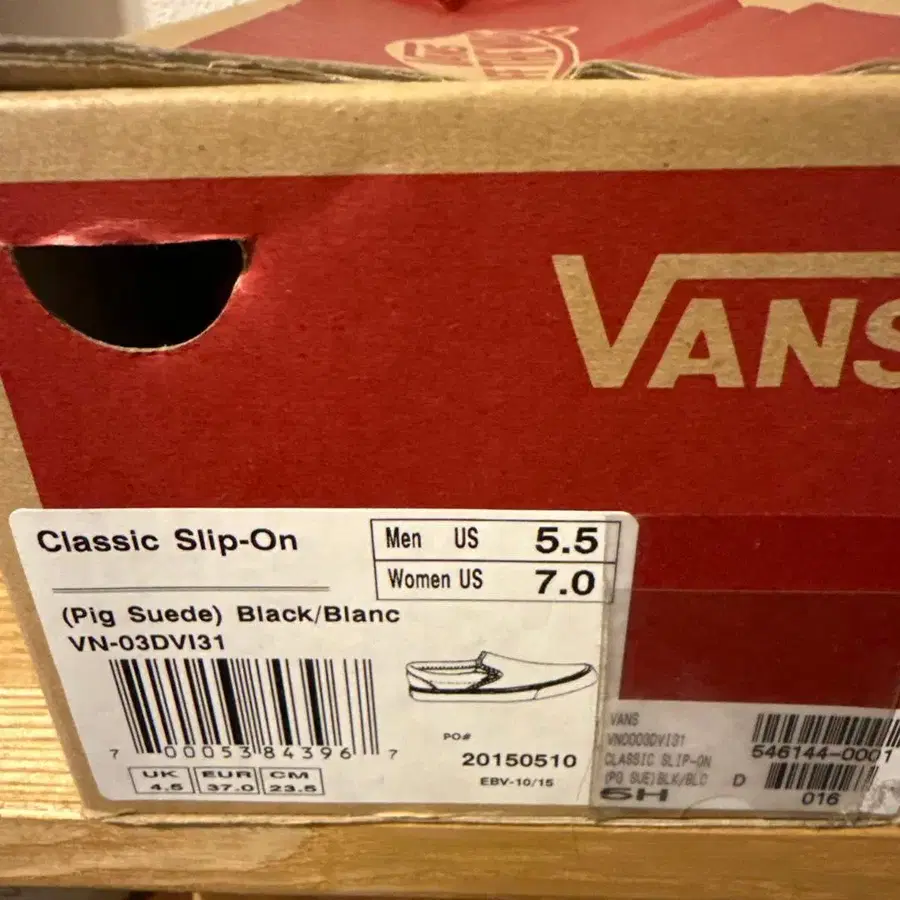 VANS
Classic Slip-On
Men US 5.5
Women US 7.0
(Pig Suede) Black/Blanc
VN-03DVI31
7 00053 84396 7
PO#
20150510
EBV-10/15
UK EUR CM
4.5 37.0 23.5
VANS
VN0003DVI31
546144-0001
CLASSIC SLIP-ON
(PG SUE)BLK/BLC D
6H
016